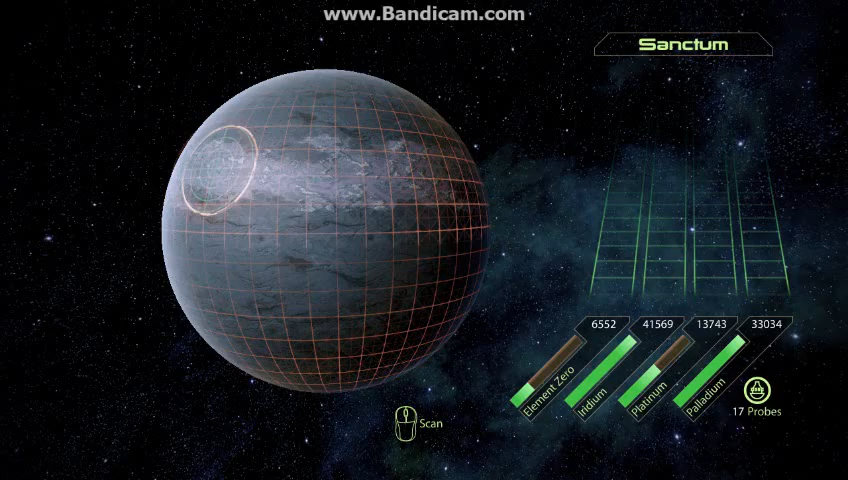 www.Bandicam.com
Sanctum
6552 41569 13743 33034
Element Zero
Iridium
Platinum
Palladium
17 Probes
Scan